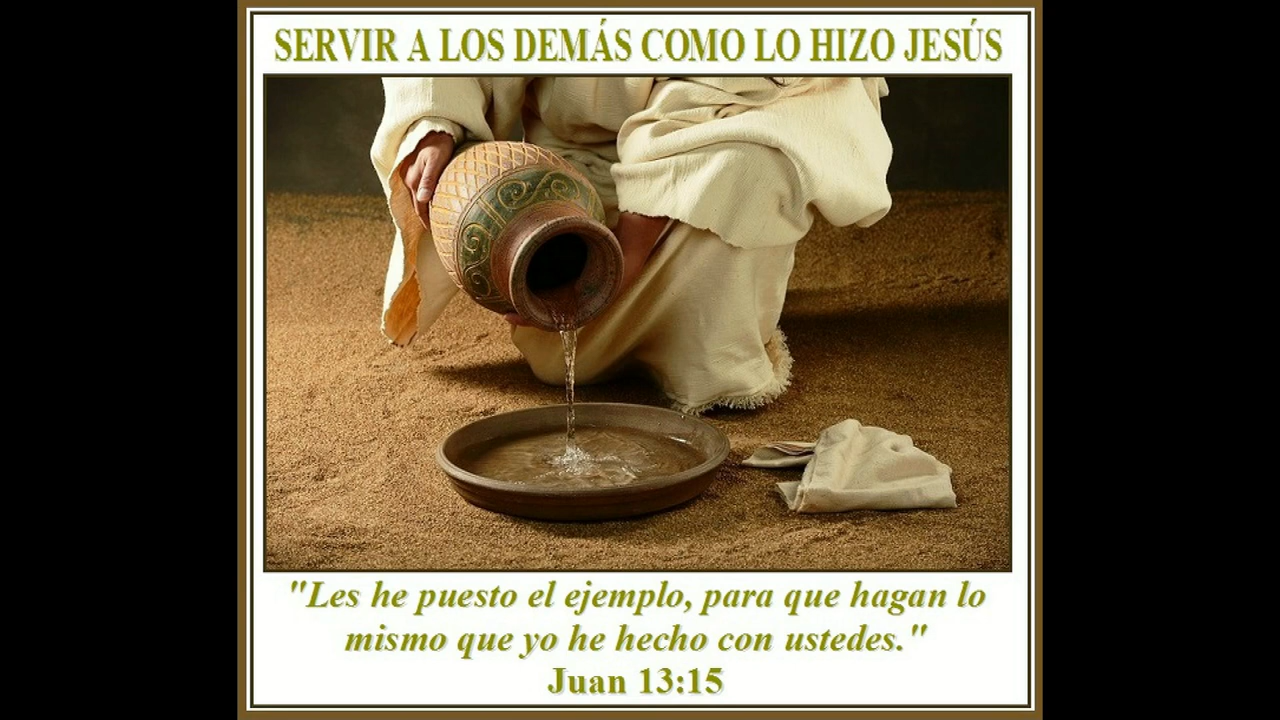 SERVIR A LOS DEMÁS COMO LO HIZO JESÚS
"Les he puesto el ejemplo, para que hagan lo
mismo que yo he hecho con ustedes."
Juan 13:15